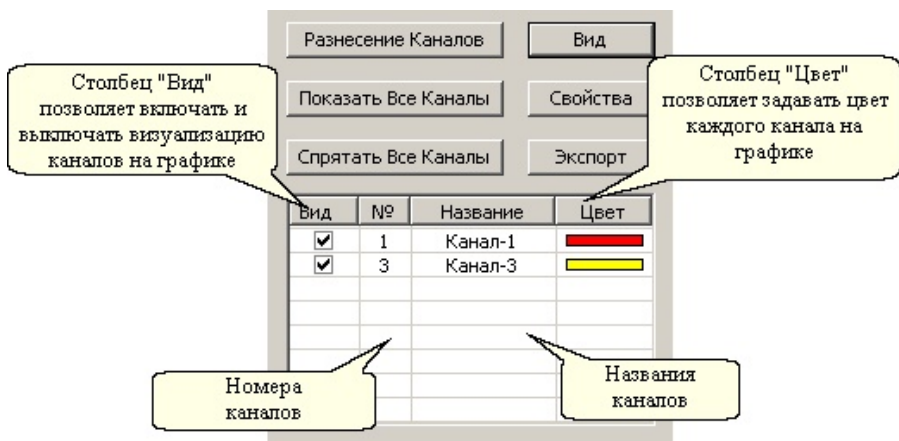 Разнесение Каналов
Вид
Показать Все Каналы
Свойства
Спрятать Все Каналы
Экспорт
Столбец "Вид"
позволяет включать и
выключать визуализацию
каналов на графике
Столбец "Цвет"
позволяет задавать цвет
каждого канала на
графике
Вид № Название Цвет
1 Канал-1
3 Канал-3
Номера
каналов
Названия
каналов